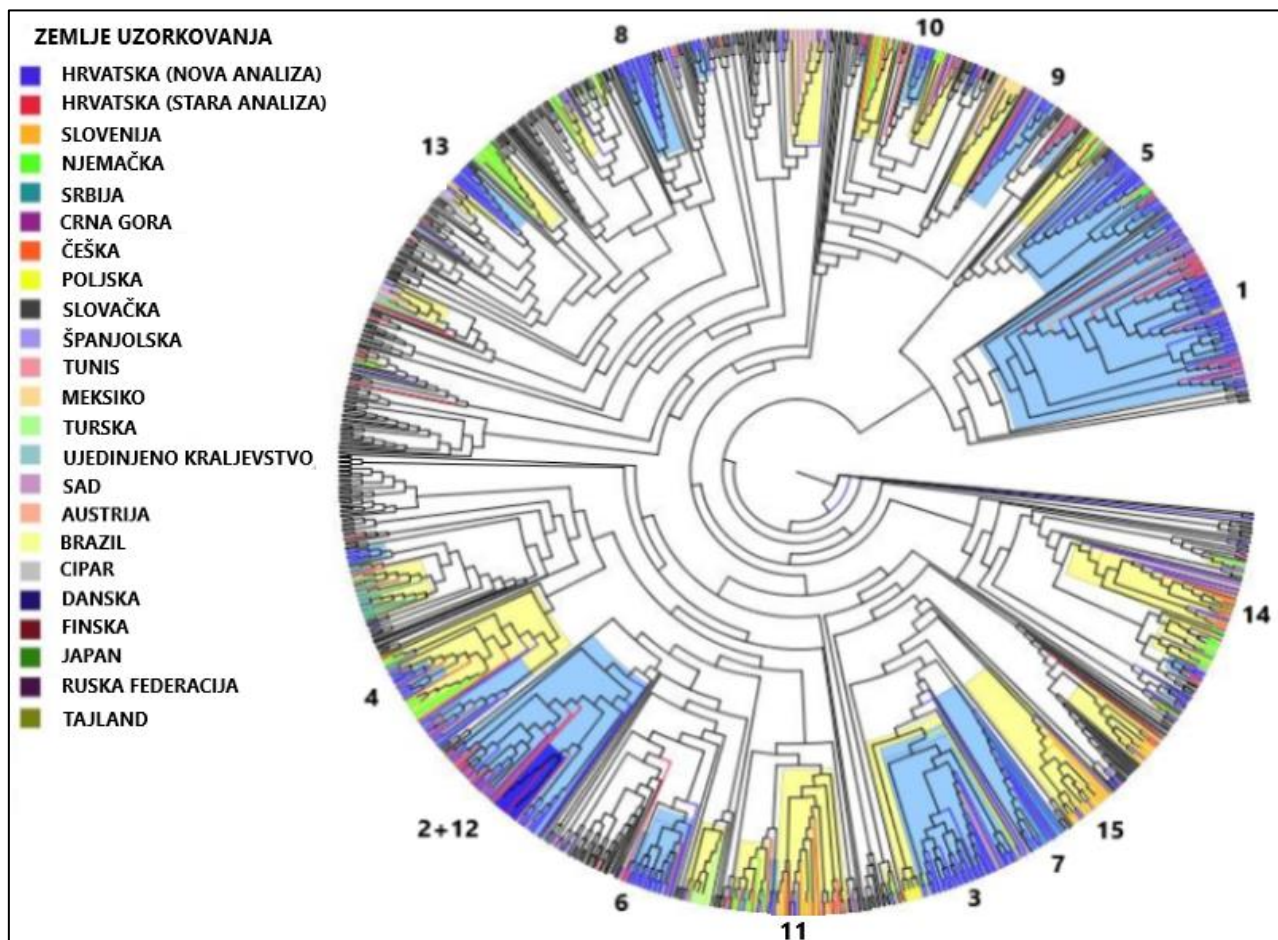 ZEMLJE UZORKOVANJA
HRVATSKA (NOVA ANALIZA)
HRVATSKA (STARA ANALIZA)
SLOVENIJA
NJEMAČKA
SRBIJA
CRNA GORA
ČEŠKA
POLJSKA
SLOVAČKA
ŠPANJOLSKA
TUNIS
MEKSIKO
TURSKA
UJEDINJENO KRALJEVSTVO
SAD
AUSTRIJA
BRAZIL
CIPAR
DANSKA
FINSKA
JAPAN
RUSKA FEDERACIJA
TAJLAND
8
10
9
13
5
1
14
4
2+12
15
7
6
3
11